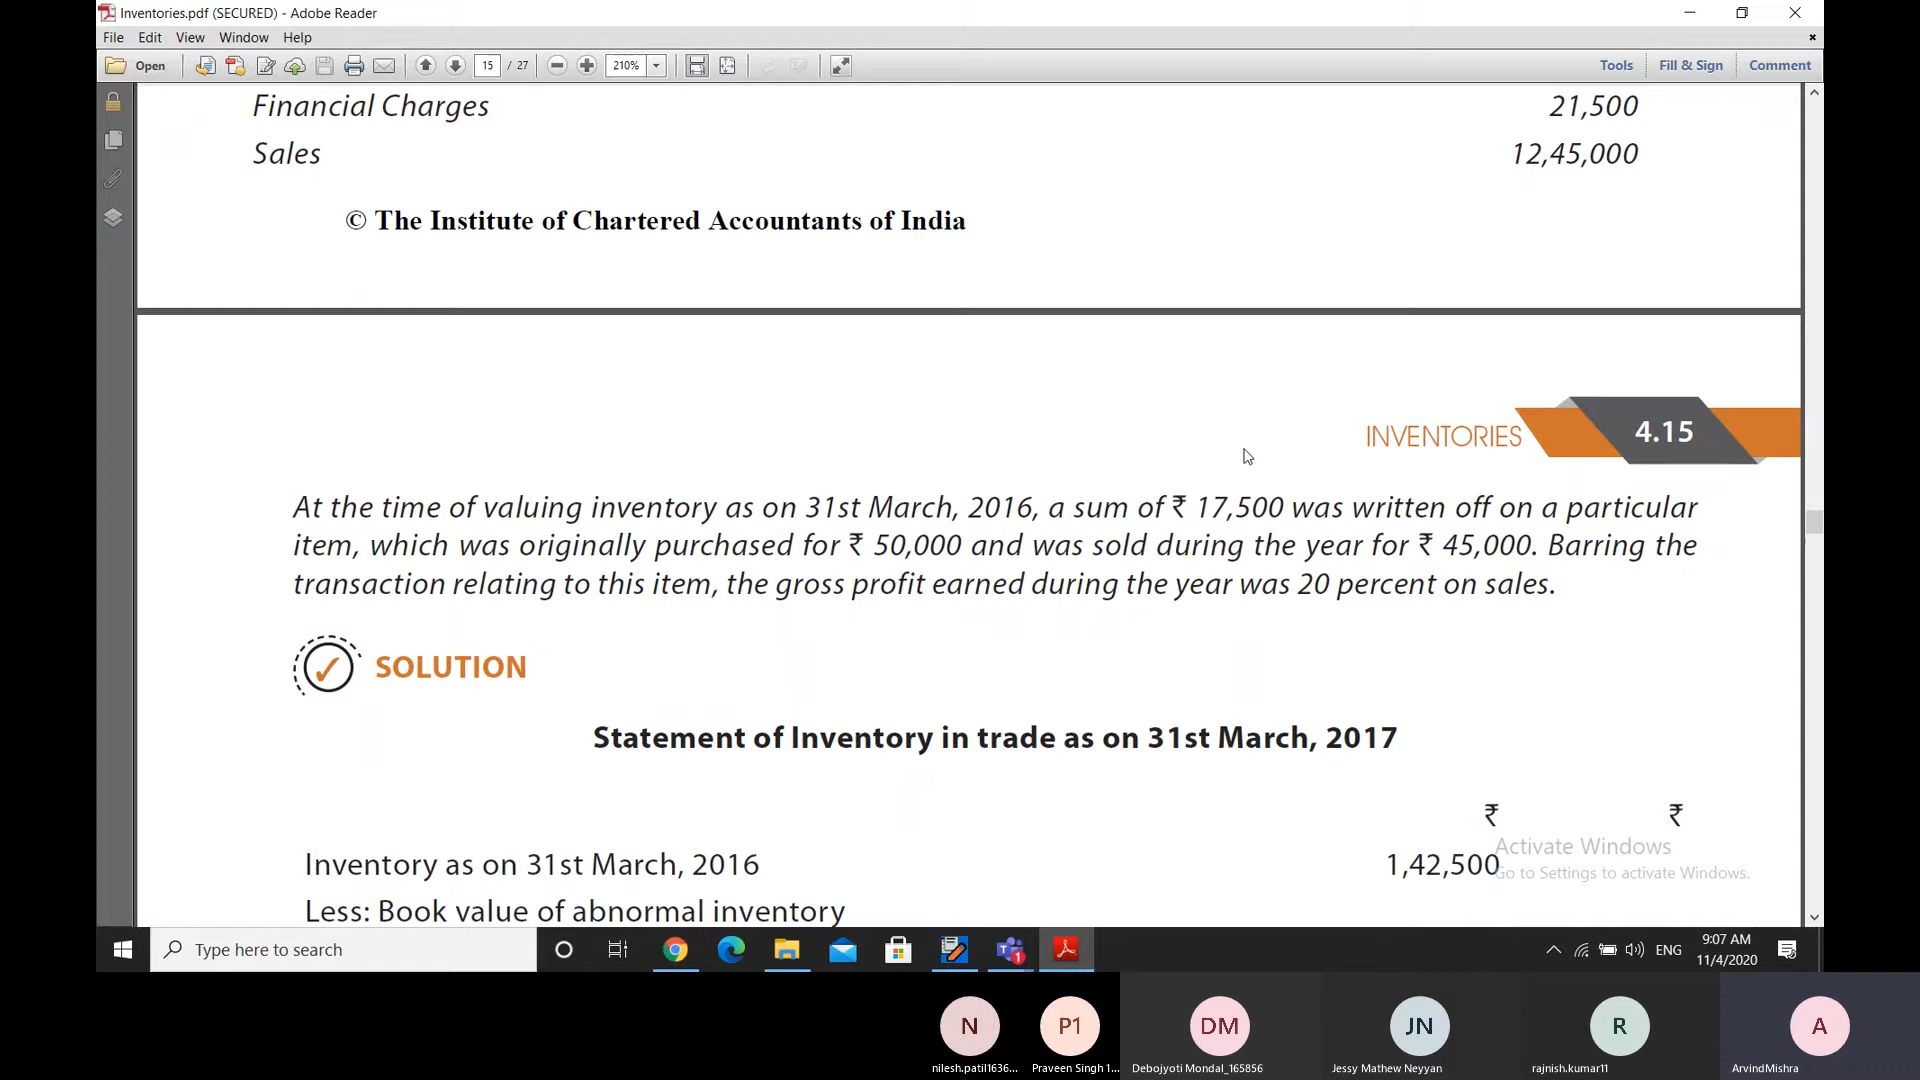 Inventories.pdf (SECURED) - Adobe Reader
File Edit View Window Help
Open 15 / 27 210% Tools Fill & Sign Comment
Financial Charges 21,500
Sales 12,45,000
© The Institute of Chartered Accountants of India
INVENTORIES 4.15
At the time of valuing inventory as on 31st March, 2016, a sum of ₹ 17,500 was written off on a particular
item, which was originally purchased for ₹ 50,000 and was sold during the year for ₹ 45,000. Barring the
transaction relating to this item, the gross profit earned during the year was 20 percent on sales.
SOLUTION
Statement of Inventory in trade as on 31st March, 2017
₹ ₹
Activate Windows
Inventory as on 31st March, 2016 1,42,500
Go to Settings to activate Windows.
Less: Book value of abnormal inventory
Type here to search
1
ENG
9:07 AM
11/4/2020
N P1 DM JN R A
nilesh.patil1636... Praveen Singh 1... Debojyoti Mondal_165856 Jessy Mathew Neyyan rajnish.kumar11 ArvindMishra